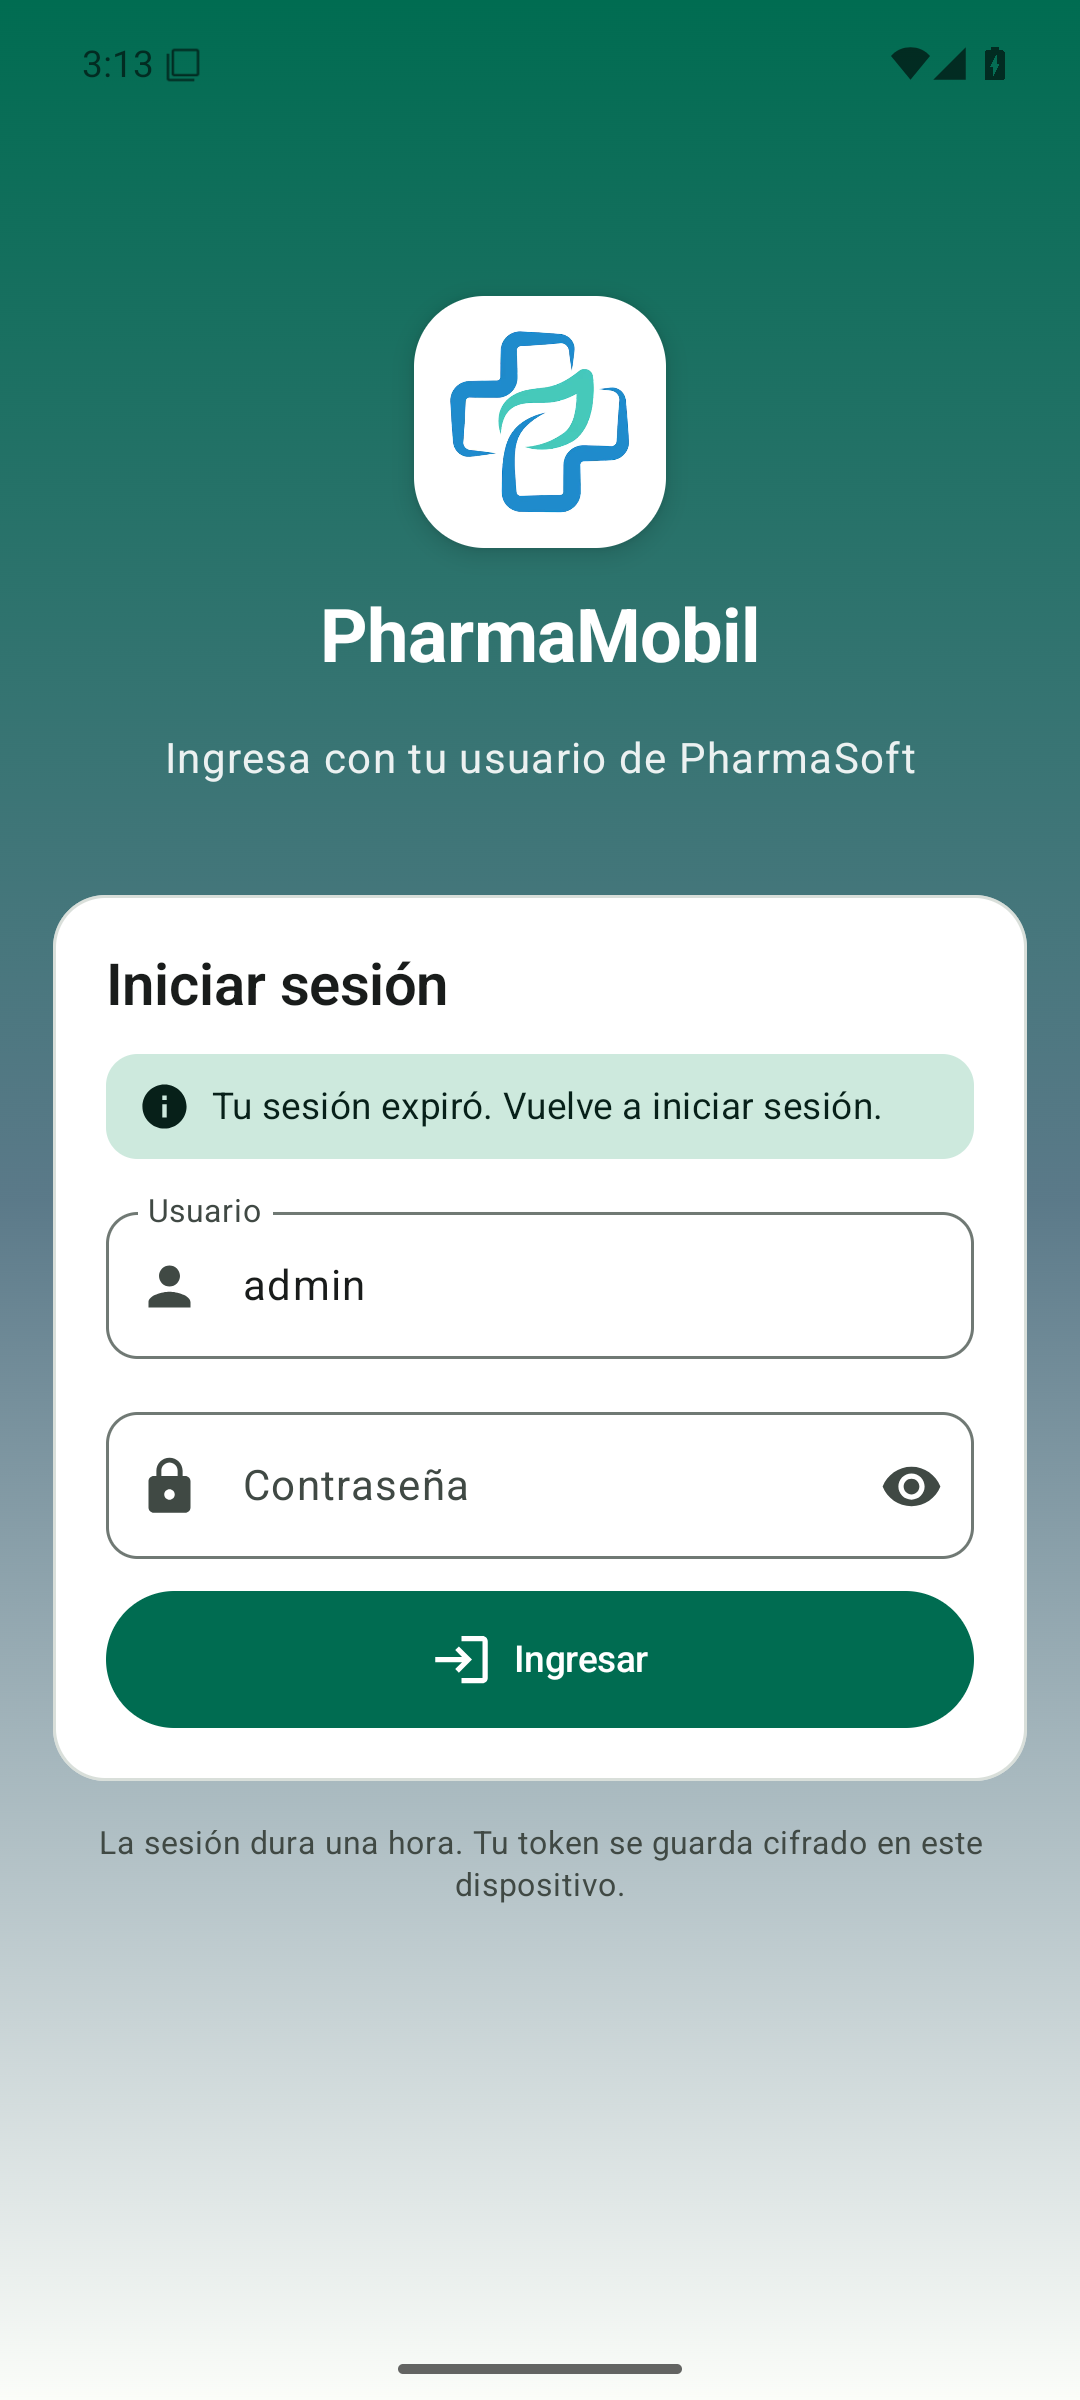 3:13
PharmaMobil
Ingresa con tu usuario de PharmaSoft
Iniciar sesión
Tu sesión expiró. Vuelve a iniciar sesión.
Usuario
admin
Contraseña
Ingresar
La sesión dura una hora. Tu token se guarda cifrado en este
dispositivo.